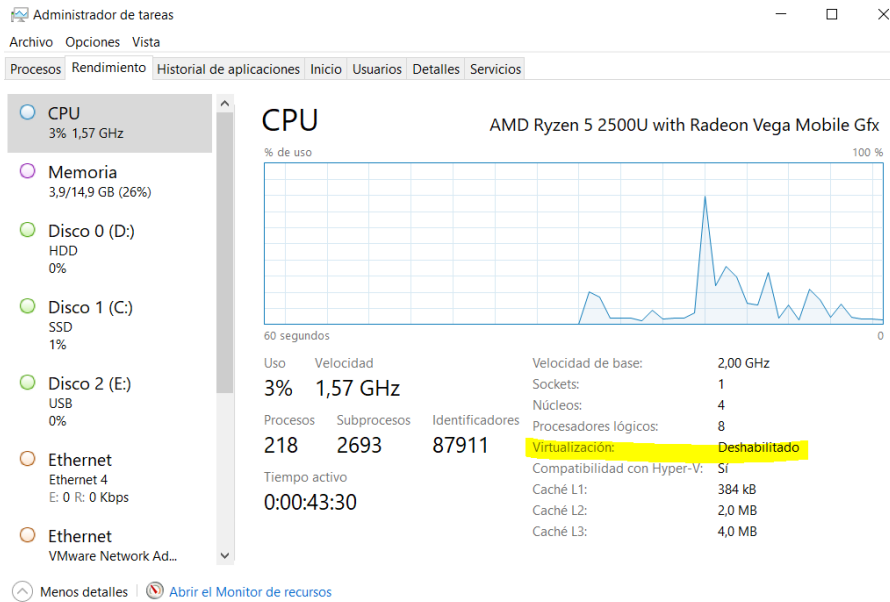 Administrador de tareas
Archivo Opciones Vista
Procesos Rendimiento Historial de aplicaciones Inicio Usuarios Detalles Servicios
CPU
3% 1,57 GHz
Memoria
3,9/14,9 GB (26%)
Disco 0 (D:)
HDD
0%
Disco 1 (C:)
SSD
1%
Disco 2 (E:)
USB
0%
Ethernet
Ethernet 4
E: 0 R: 0 Kbps
Ethernet
VMware Network Ad...
CPU AMD Ryzen 5 2500U with Radeon Vega Mobile Gfx
% de uso 100 %
60 segundos 0
Uso Velocidad
3% 1,57 GHz
Procesos Subprocesos Identificadores
218 2693 87911
Tiempo activo
0:00:43:30
Velocidad de base: 2,00 GHz
Sockets: 1
Núcleos: 4
Procesadores lógicos: 8
Virtualización: Deshabilitado
Compatibilidad con Hyper-V: Sí
Caché L1: 384 kB
Caché L2: 2,0 MB
Caché L3: 4,0 MB
Menos detalles Abrir el Monitor de recursos